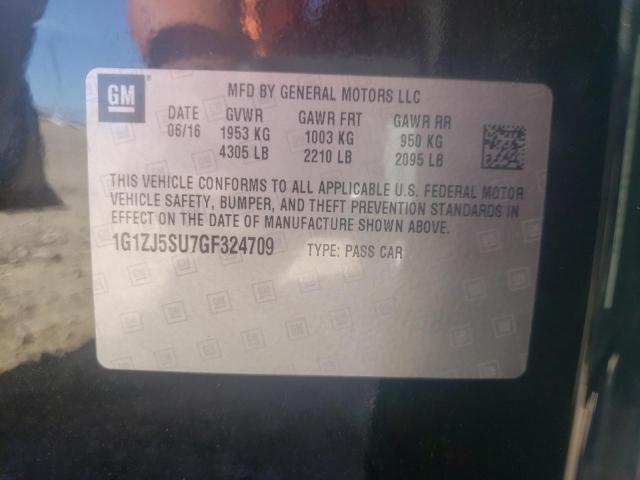 GM
MFD BY GENERAL MOTORS LLC
DATE GVWR GAWR FRT GAWR RR
06/16 1953 KG 1003 KG 950 KG
4305 LB 2210 LB 2095 LB
THIS VEHICLE CONFORMS TO ALL APPLICABLE U.S. FEDERAL MOTOR
VEHICLE SAFETY, BUMPER, AND THEFT PREVENTION STANDARDS IN
EFFECT ON THE DATE OF MANUFACTURE SHOWN ABOVE.
1G1ZJ5SU7GF324709 TYPE: PASS CAR